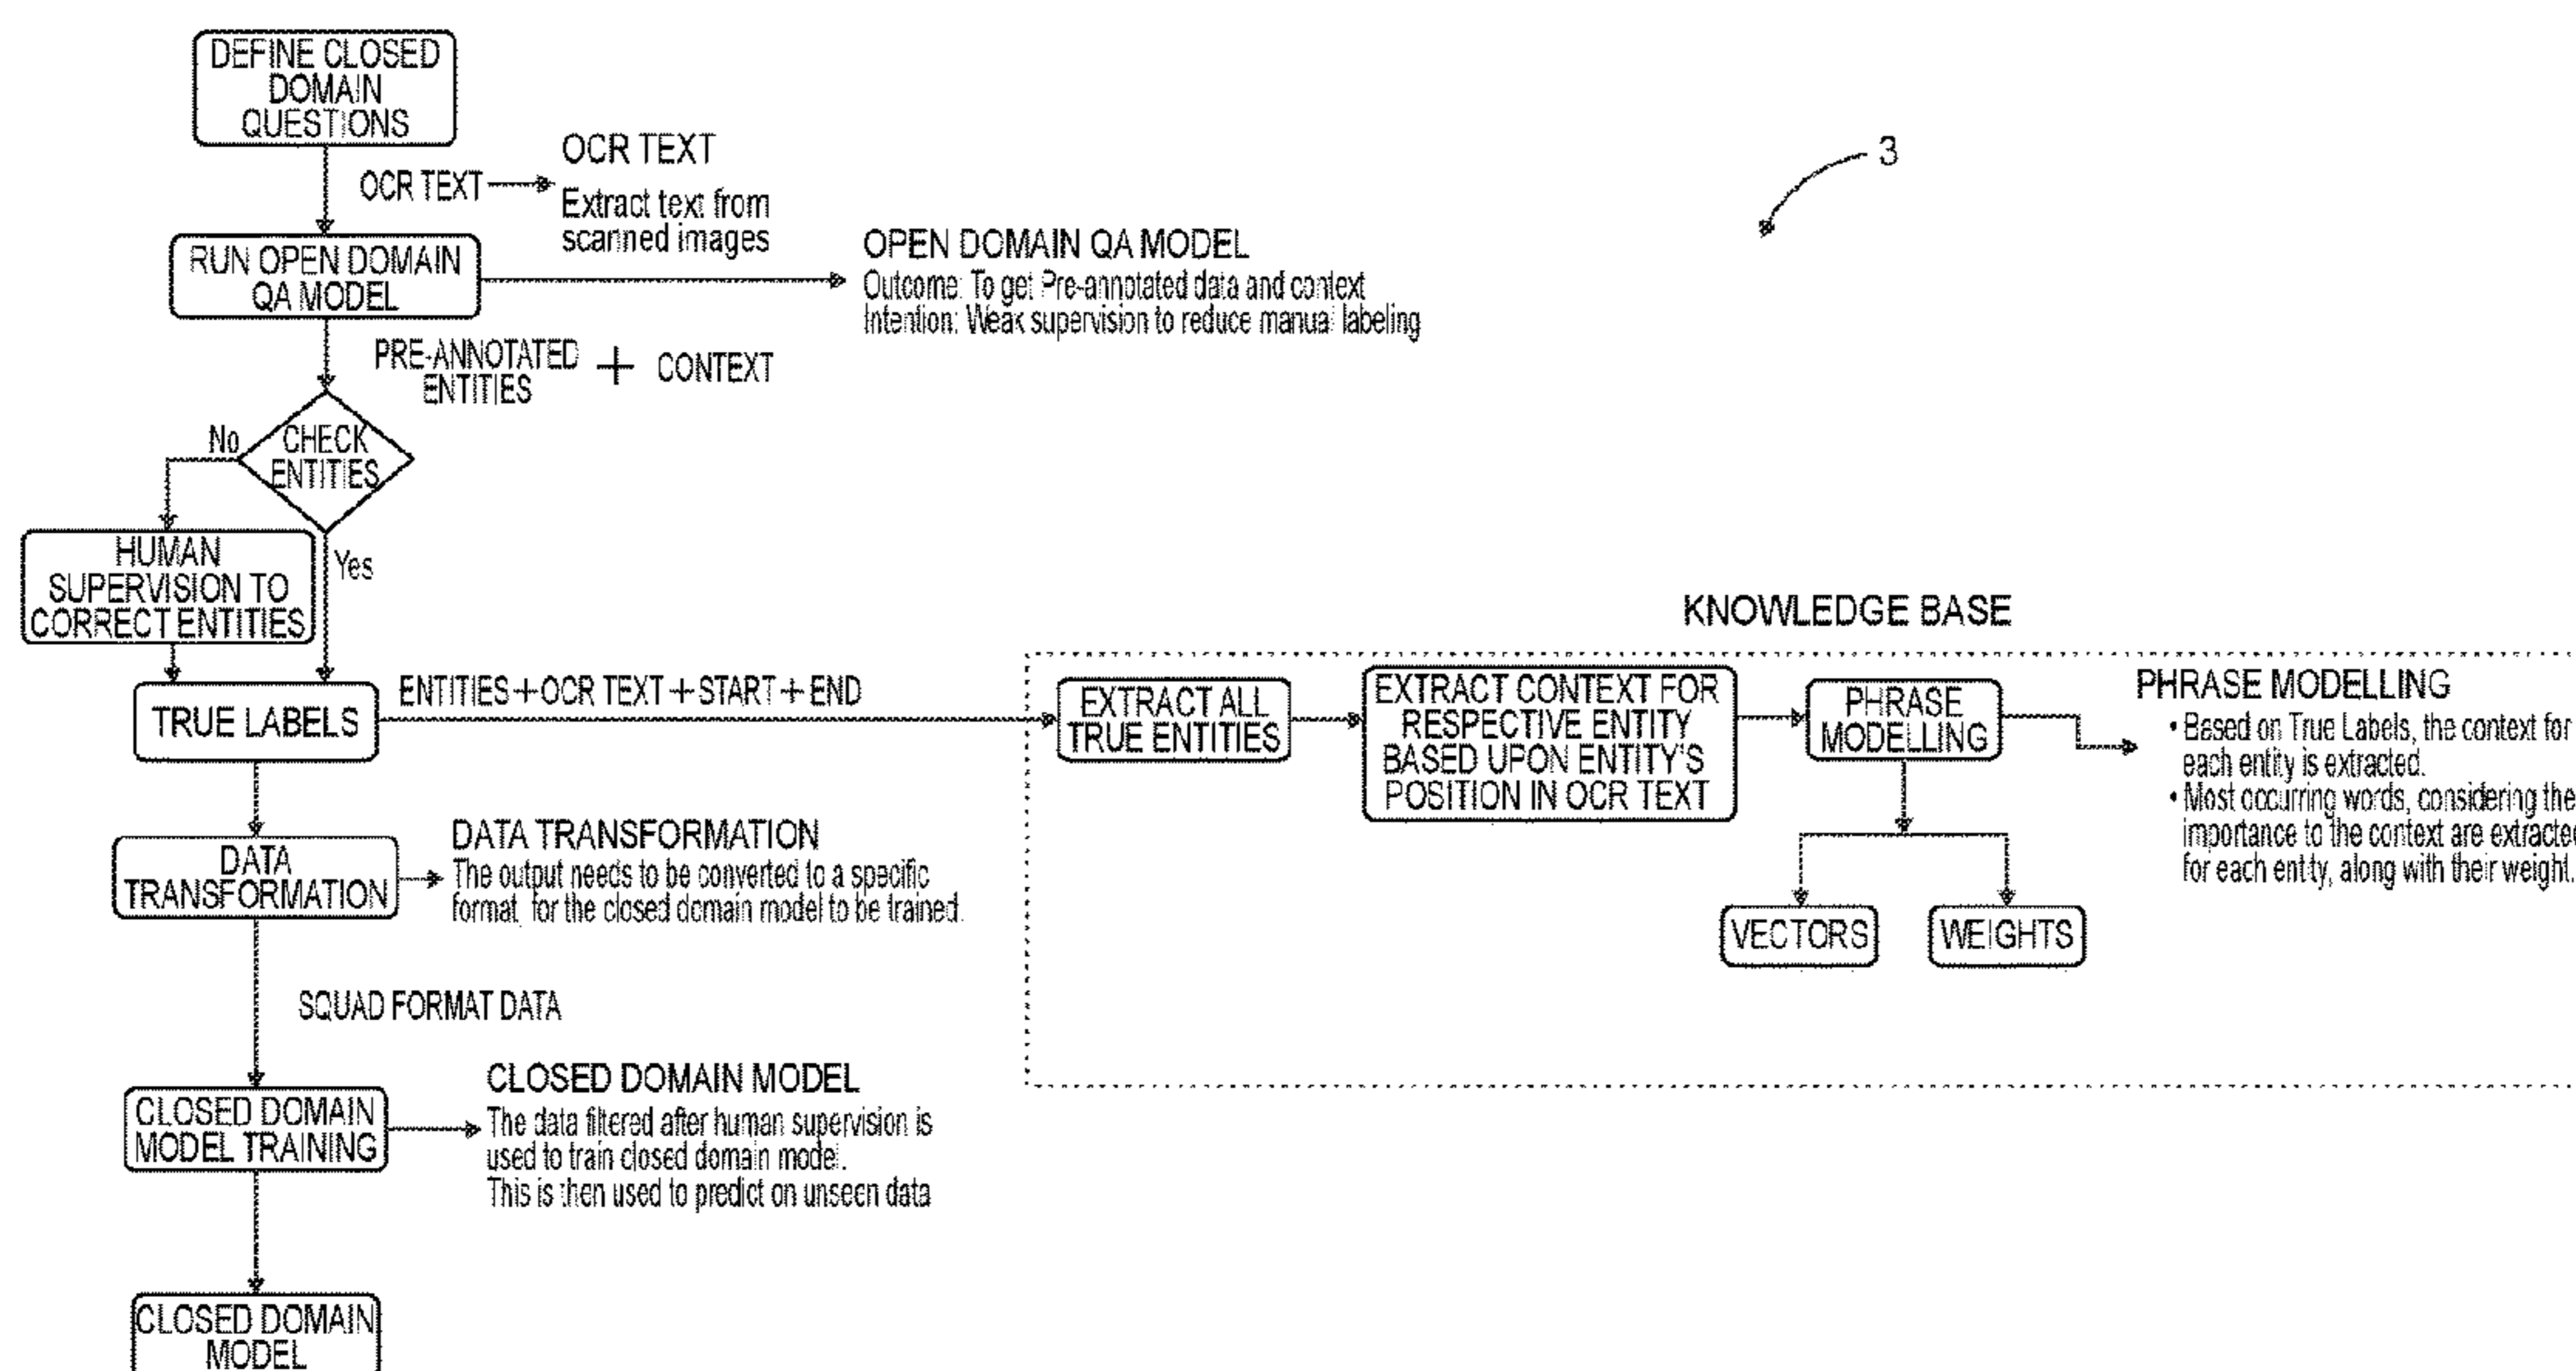 DEFINE CLOSED
DOMAIN
QUESTIONS
OCR TEXT
OCR TEXT
Extract text from
scanned images
3
RUN OPEN DOMAIN
QA MODEL
OPEN DOMAIN QA MODEL
Outcome: To get Pre-annotated data and context
Intention: Weak supervision to reduce manual labeling
PRE-ANNOTATED
ENTITIES
+ CONTEXT
No
CHECK
ENTITIES
Yes
HUMAN
SUPERVISION TO
CORRECT ENTITIES
TRUE LABELS
ENTITIES+OCR TEXT+START+END
KNOWLEDGE BASE
EXTRACT ALL
TRUE ENTITIES
EXTRACT CONTEXT FOR
RESPECTIVE ENTITY
BASED UPON ENTITY'S
POSITION IN OCR TEXT
PHRASE
MODELLING
PHRASE MODELLING
• Based on True Labels, the context for
each entity is extracted.
• Most occurring words, considering the
importance to the context are extracted
for each entity, along with their weight.
VECTORS
WEIGHTS
DATA
TRANSFORMATION
DATA TRANSFORMATION
The output needs to be converted to a specific
format, for the closed domain model to be trained.
SQUAD FORMAT DATA
CLOSED DOMAIN
MODEL TRAINING
CLOSED DOMAIN MODEL
The data filtered after human supervision is
used to train closed domain model.
This is then used to predict on unseen data
CLOSED DOMAIN
MODEL